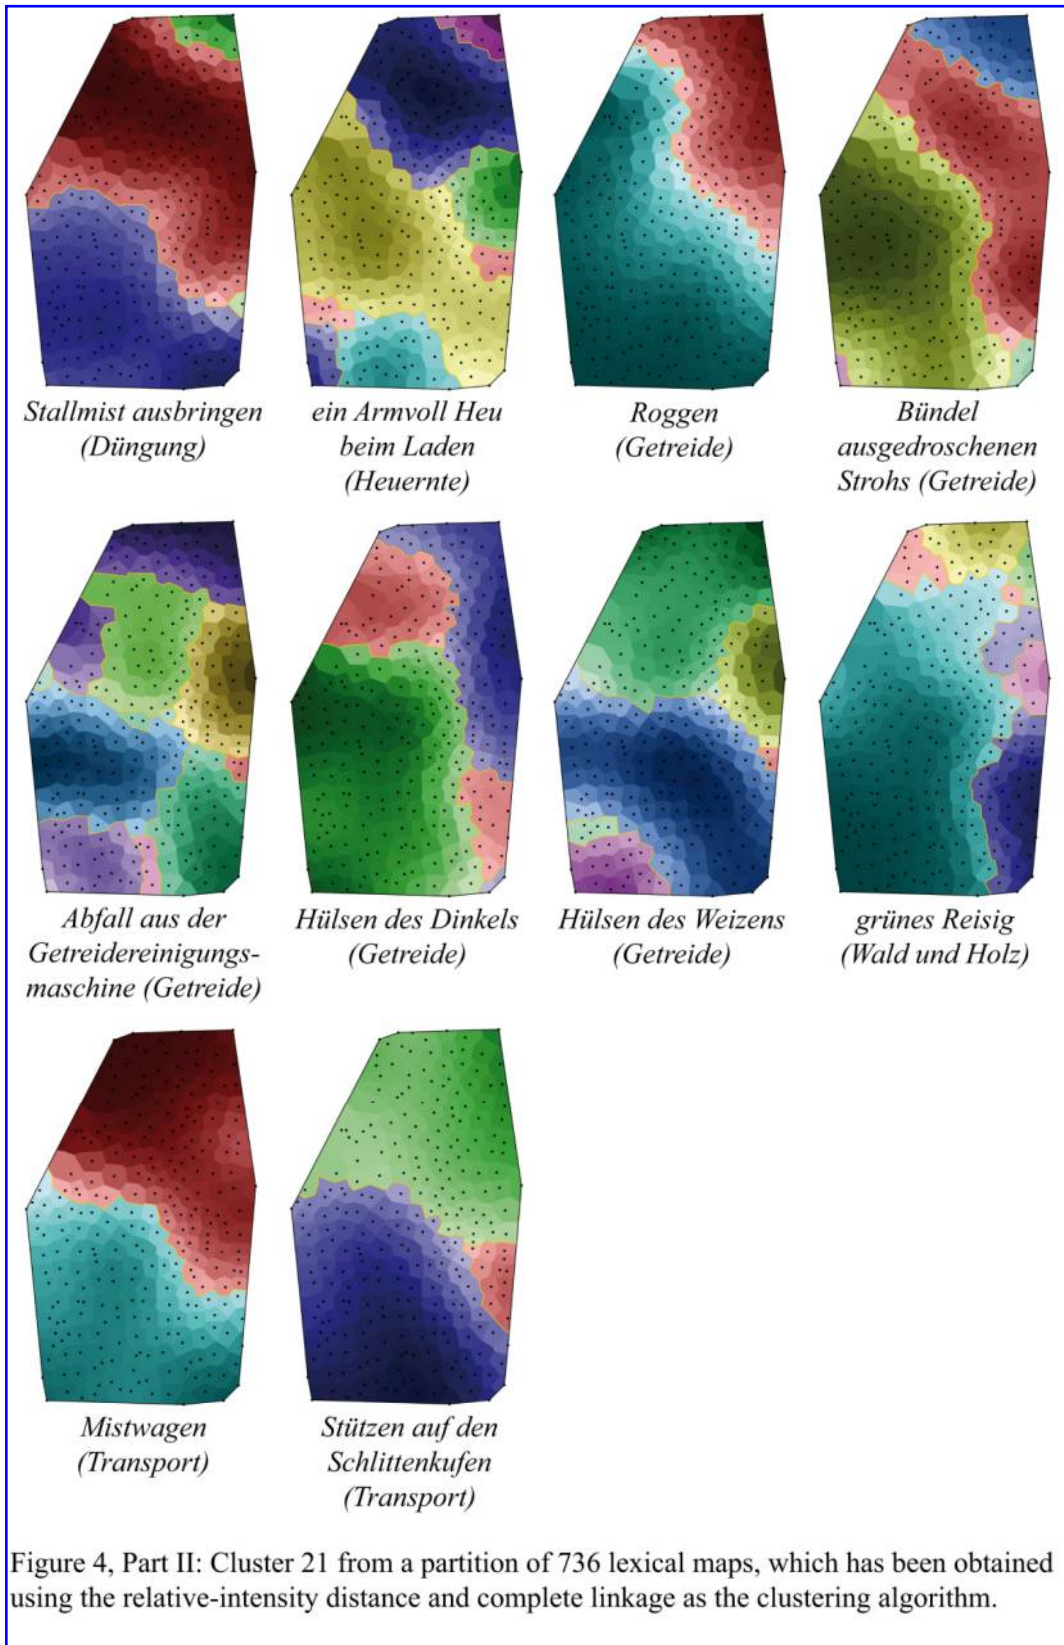 Stallmist ausbringen
(Düngung)
ein Armvoll Heu
beim Laden
(Heuernte)
Roggen
(Getreide)
Bündel
ausgedroschenen
Strohs (Getreide)
Abfall aus der
Getreidereinigungs-
maschine (Getreide)
Hülsen des Dinkels
(Getreide)
Hülsen des Weizens
(Getreide)
grünes Reisig
(Wald und Holz)
Mistwagen
(Transport)
Stützen auf den
Schlittenkufen
(Transport)
Figure 4, Part II: Cluster 21 from a partition of 736 lexical maps, which has been obtained
using the relative-intensity distance and complete linkage as the clustering algorithm.